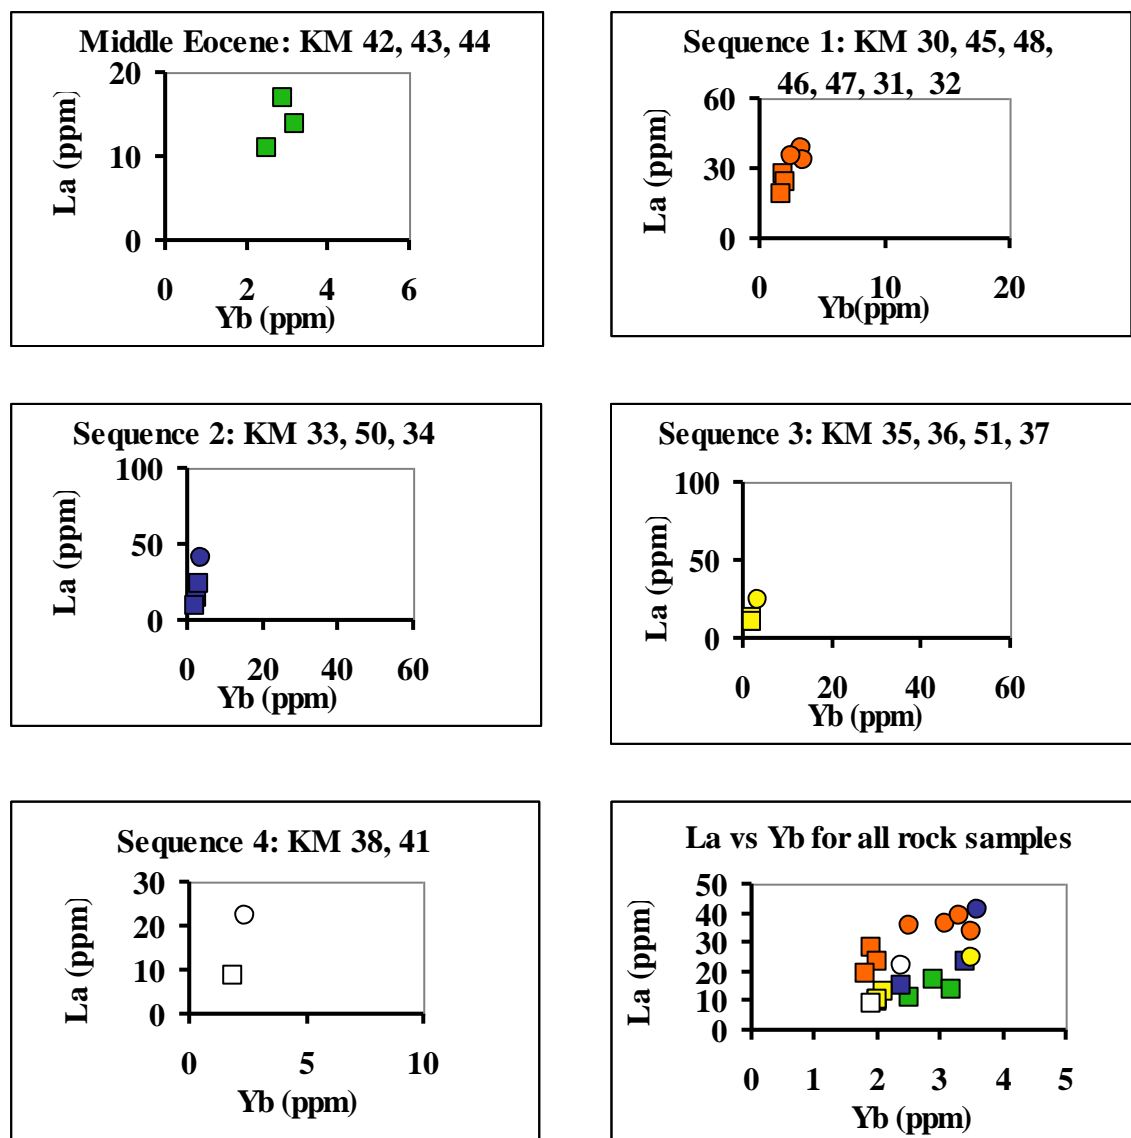 Middle Eocene: KM 42, 43, 44
20
10
0
La (ppm)
0 2 4 6
Yb (ppm)
Sequence 1: KM 30, 45, 48,
46, 47, 31, 32
60
30
0
La (ppm)
0 10 20
Yb(ppm)
Sequence 2: KM 33, 50, 34
100
50
0
La (ppm)
0 20 40 60
Yb (ppm)
Sequence 3: KM 35, 36, 51, 37
100
50
0
La (ppm)
0 20 40 60
Yb (ppm)
Sequence 4: KM 38, 41
30
20
10
0
La (ppm)
0 5 10
Yb (ppm)
La vs Yb for all rock samples
50
40
30
20
10
0
La (ppm)
0 1 2 3 4 5
Yb (ppm)